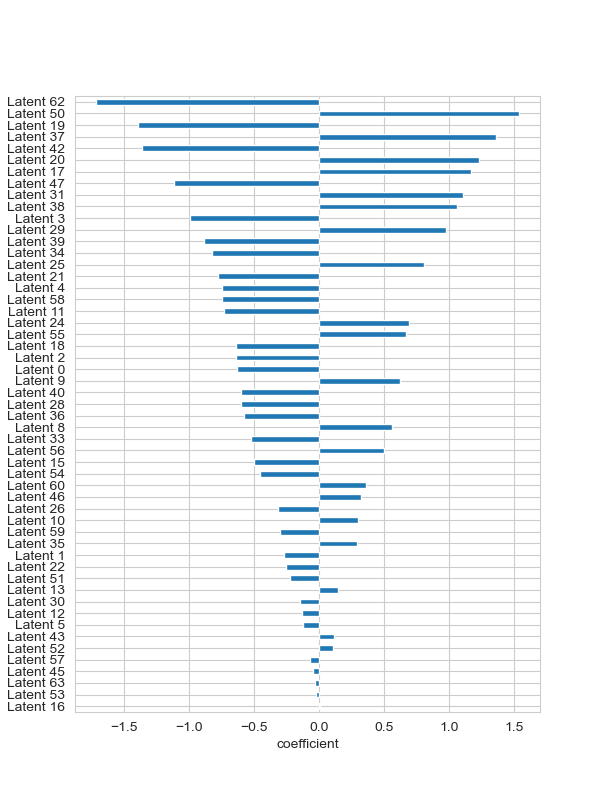 Latent 62
Latent 50
Latent 19
Latent 37
Latent 42
Latent 20
Latent 17
Latent 47
Latent 31
Latent 38
Latent 3
Latent 29
Latent 39
Latent 34
Latent 25
Latent 21
Latent 4
Latent 58
Latent 11
Latent 24
Latent 55
Latent 18
Latent 2
Latent 0
Latent 9
Latent 40
Latent 28
Latent 36
Latent 8
Latent 33
Latent 56
Latent 15
Latent 54
Latent 60
Latent 46
Latent 26
Latent 10
Latent 59
Latent 35
Latent 1
Latent 22
Latent 51
Latent 13
Latent 30
Latent 12
Latent 5
Latent 43
Latent 52
Latent 57
Latent 45
Latent 63
Latent 53
Latent 16
−1.5 −1.0 −0.5 0.0 0.5 1.0 1.5
coefficient